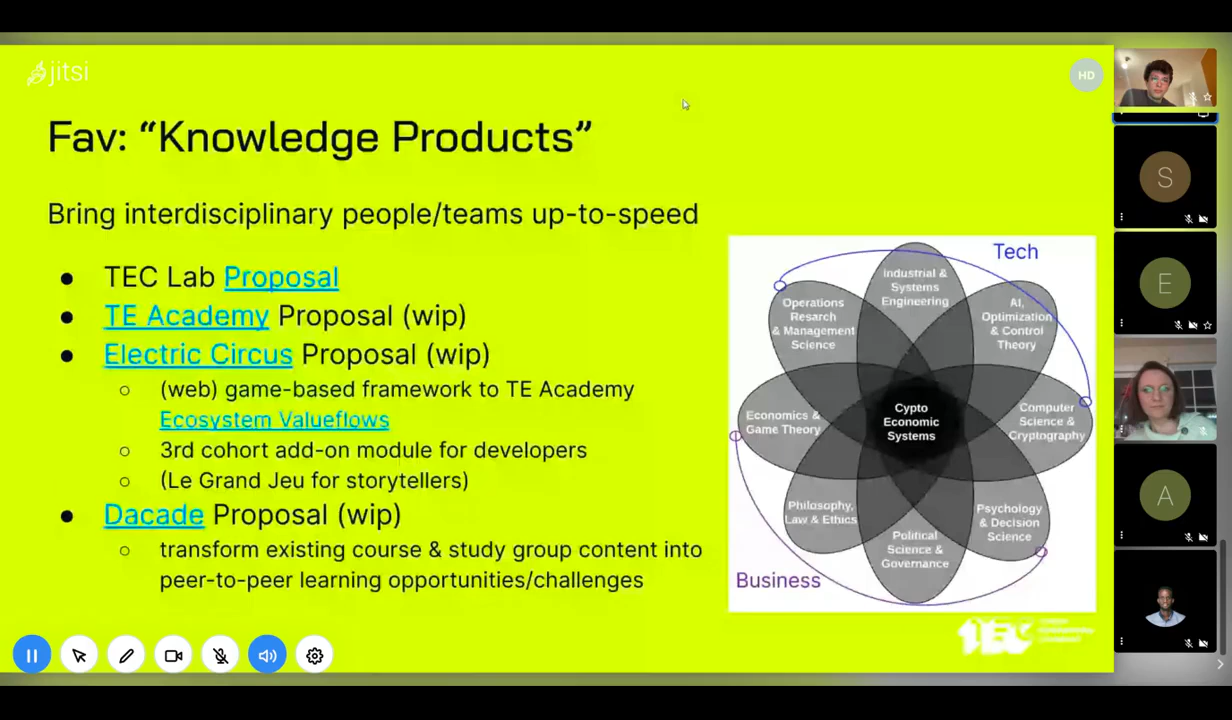 jitsi
HD
Fav: “Knowledge Products”
Bring interdisciplinary people/teams up-to-speed
● TEC Lab Proposal
● TE Academy Proposal (wip)
● Electric Circus Proposal (wip)
○ (web) game-based framework to TE Academy
Ecosystem Valueflows
○ 3rd cohort add-on module for developers
○ (Le Grand Jeu for storytellers)
● Dacade Proposal (wip)
○ transform existing course & study group content into
peer-to-peer learning opportunities/challenges
Tech
Industrial &
Systems
Engineering
Operations
Resarch
& Management
Science
AI,
Optimization
& Control
Theory
Economics &
Game Theory
Cypto
Economic
Systems
Computer
Science &
Cryptography
Philosophy,
Law & Ethics
Psychology
& Decision
Science
Political
Science &
Governance
Business
TEC
S
E
A